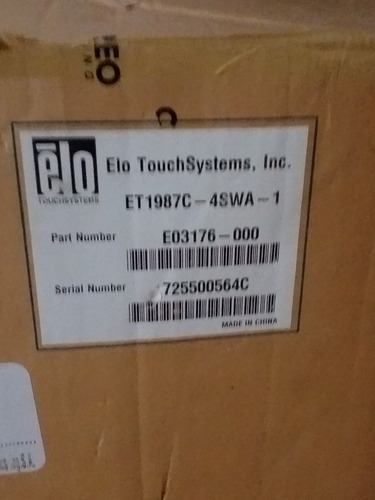 elo
TOUCHSYSTEMS
Elo TouchSystems, Inc.
ET1987C-4SWA-1
Part Number E03176-000
Serial Number 725500564C
MADE IN CHINA